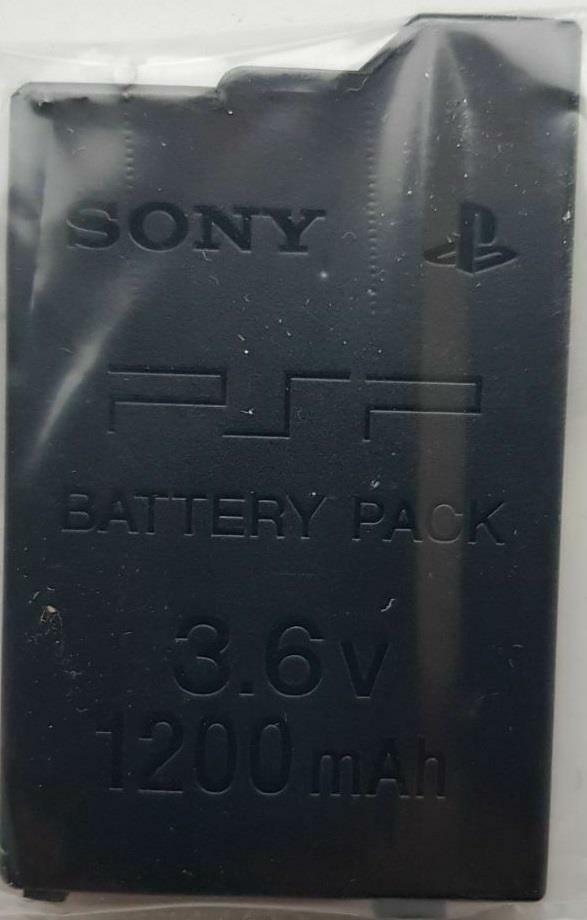 SONY
PSP
BATTERY PACK
3.6V
1200mAh